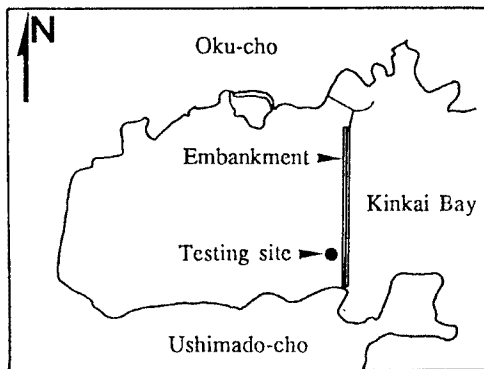 N
Oku-cho
Embankment
Kinkai Bay
Testing site
Ushimado-cho